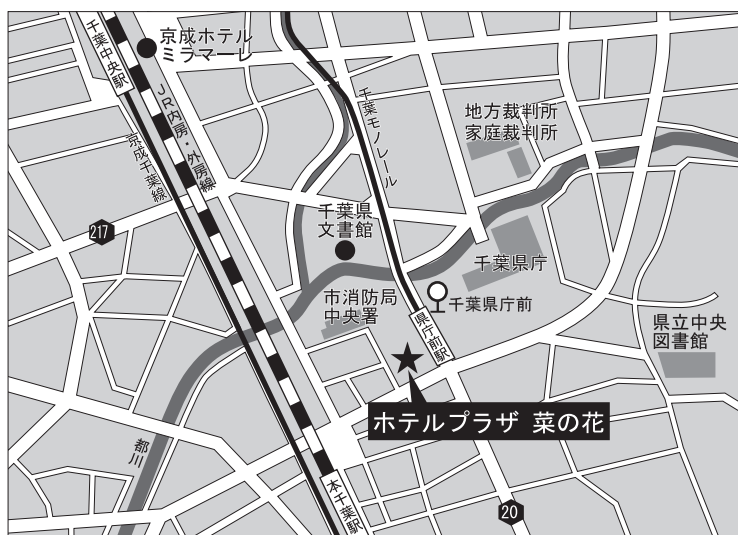 京成ホテル
ミラマーレ
千葉中央駅
JR内房・外房線
京成千葉線
千葉モノレール
地方裁判所
家庭裁判所
217
千葉県
文書館
千葉県庁
市消防局
中央署
千葉県庁前
県庁前駅
県立中央
図書館
ホテルプラザ 菜の花
都川
本千葉駅
20